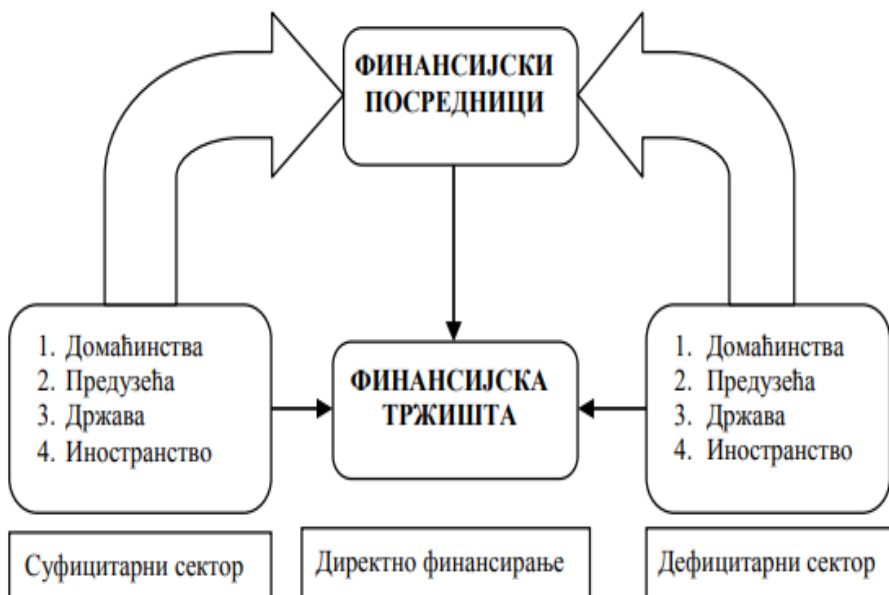 ФИНАНСИЈСКИ
ПОСРЕДНИЦИ
1. Домаћинства
2. Предузећа
3. Држава
4. Иностранство
ФИНАНСИЈСКА
ТРЖИШТА
1. Домаћинства
2. Предузећа
3. Држава
4. Иностранство
Суфицитарни сектор
Директно финансирање
Дефицитарни сектор